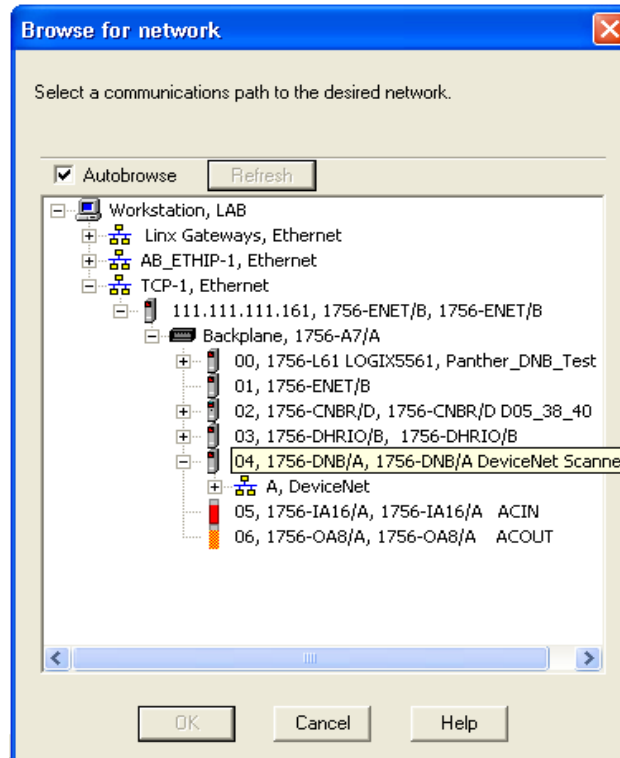 Browse for network
Select a communications path to the desired network.
Autobrowse Refresh
Workstation, LAB
Linx Gateways, Ethernet
AB_ETHIP-1, Ethernet
TCP-1, Ethernet
111.111.111.161, 1756-ENET/B, 1756-ENET/B
Backplane, 1756-A7/A
00, 1756-L61 LOGIX5561, Panther_DNB_Test
01, 1756-ENET/B
02, 1756-CNBR/D, 1756-CNBR/D D05_38_40
03, 1756-DHRIO/B, 1756-DHRIO/B
04, 1756-DNB/A, 1756-DNB/A DeviceNet Scanne
A, DeviceNet
05, 1756-IA16/A, 1756-IA16/A ACIN
06, 1756-OA8/A, 1756-OA8/A ACOUT
OK Cancel Help